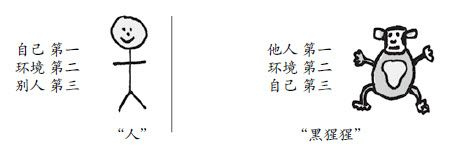 自己 第一
环境 第二
别人 第三
“人”
他人 第一
环境 第二
自己 第三
“黑猩猩”